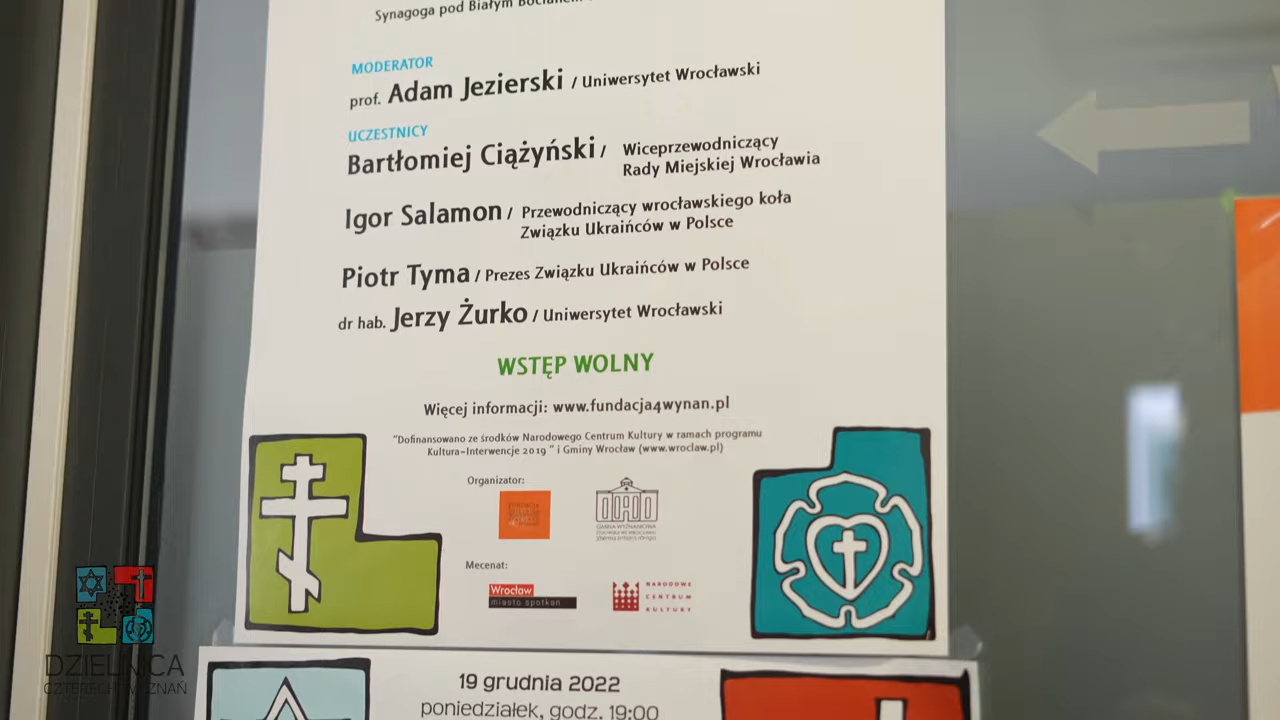 Synagoga pod Białym Bocianem
MODERATOR
prof. Adam Jezierski / Uniwersytet Wrocławski
UCZESTNICY
Bartłomiej Ciążyński / Wiceprzewodniczący
Rady Miejskiej Wrocławia
Igor Salamon / Przewodniczący wrocławskiego koła
Związku Ukraińców w Polsce
Piotr Tyma / Prezes Związku Ukraińców w Polsce
dr hab. Jerzy Żurko / Uniwersytet Wrocławski
WSTĘP WOLNY
Więcej informacji: www.fundacja4wynan.pl
"Dofinansowano ze środków Narodowego Centrum Kultury w ramach programu
Kultura-Interwencje 2019 " i Gminy Wrocław (www.wroclaw.pl)
Organizator:
GMINA WYZNANIOWA
Mecenat:
Wrocław
miasto spotkań
NARODOWE
CENTRUM
KULTURY
DZIELNICA
CZTERECH WYZNAŃ
19 grudnia 2022
poniedziałek, godz. 19:00